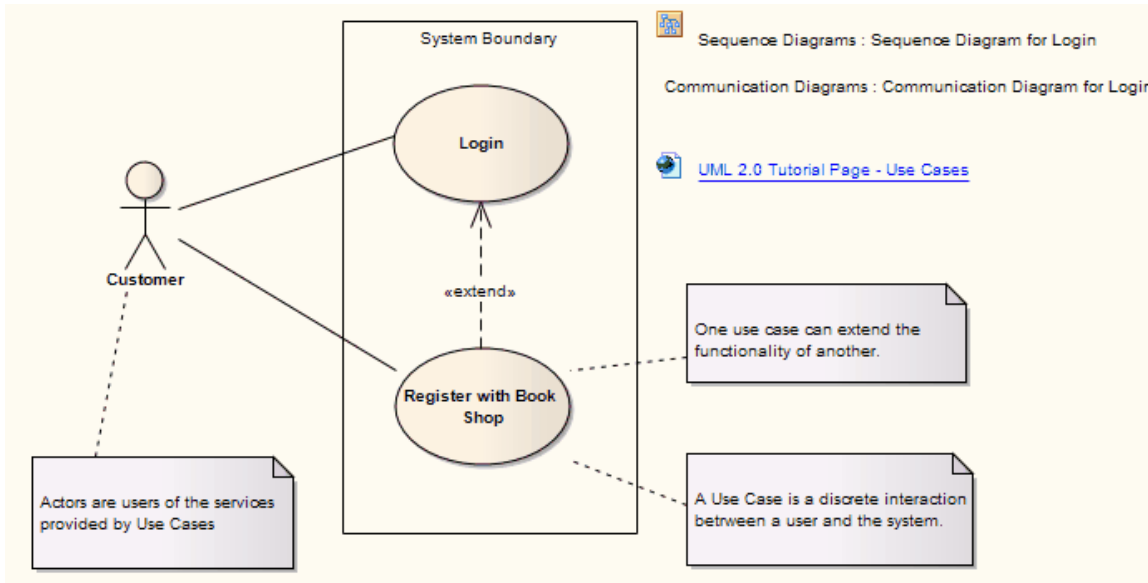 System Boundary
Sequence Diagrams : Sequence Diagram for Login
Communication Diagrams : Communication Diagram for Login
Login
UML 2.0 Tutorial Page - Use Cases
Customer
«extend»
One use case can extend the
functionality of another.
Register with Book
Shop
Actors are users of the services
provided by Use Cases
A Use Case is a discrete interaction
betrween a user and the system.